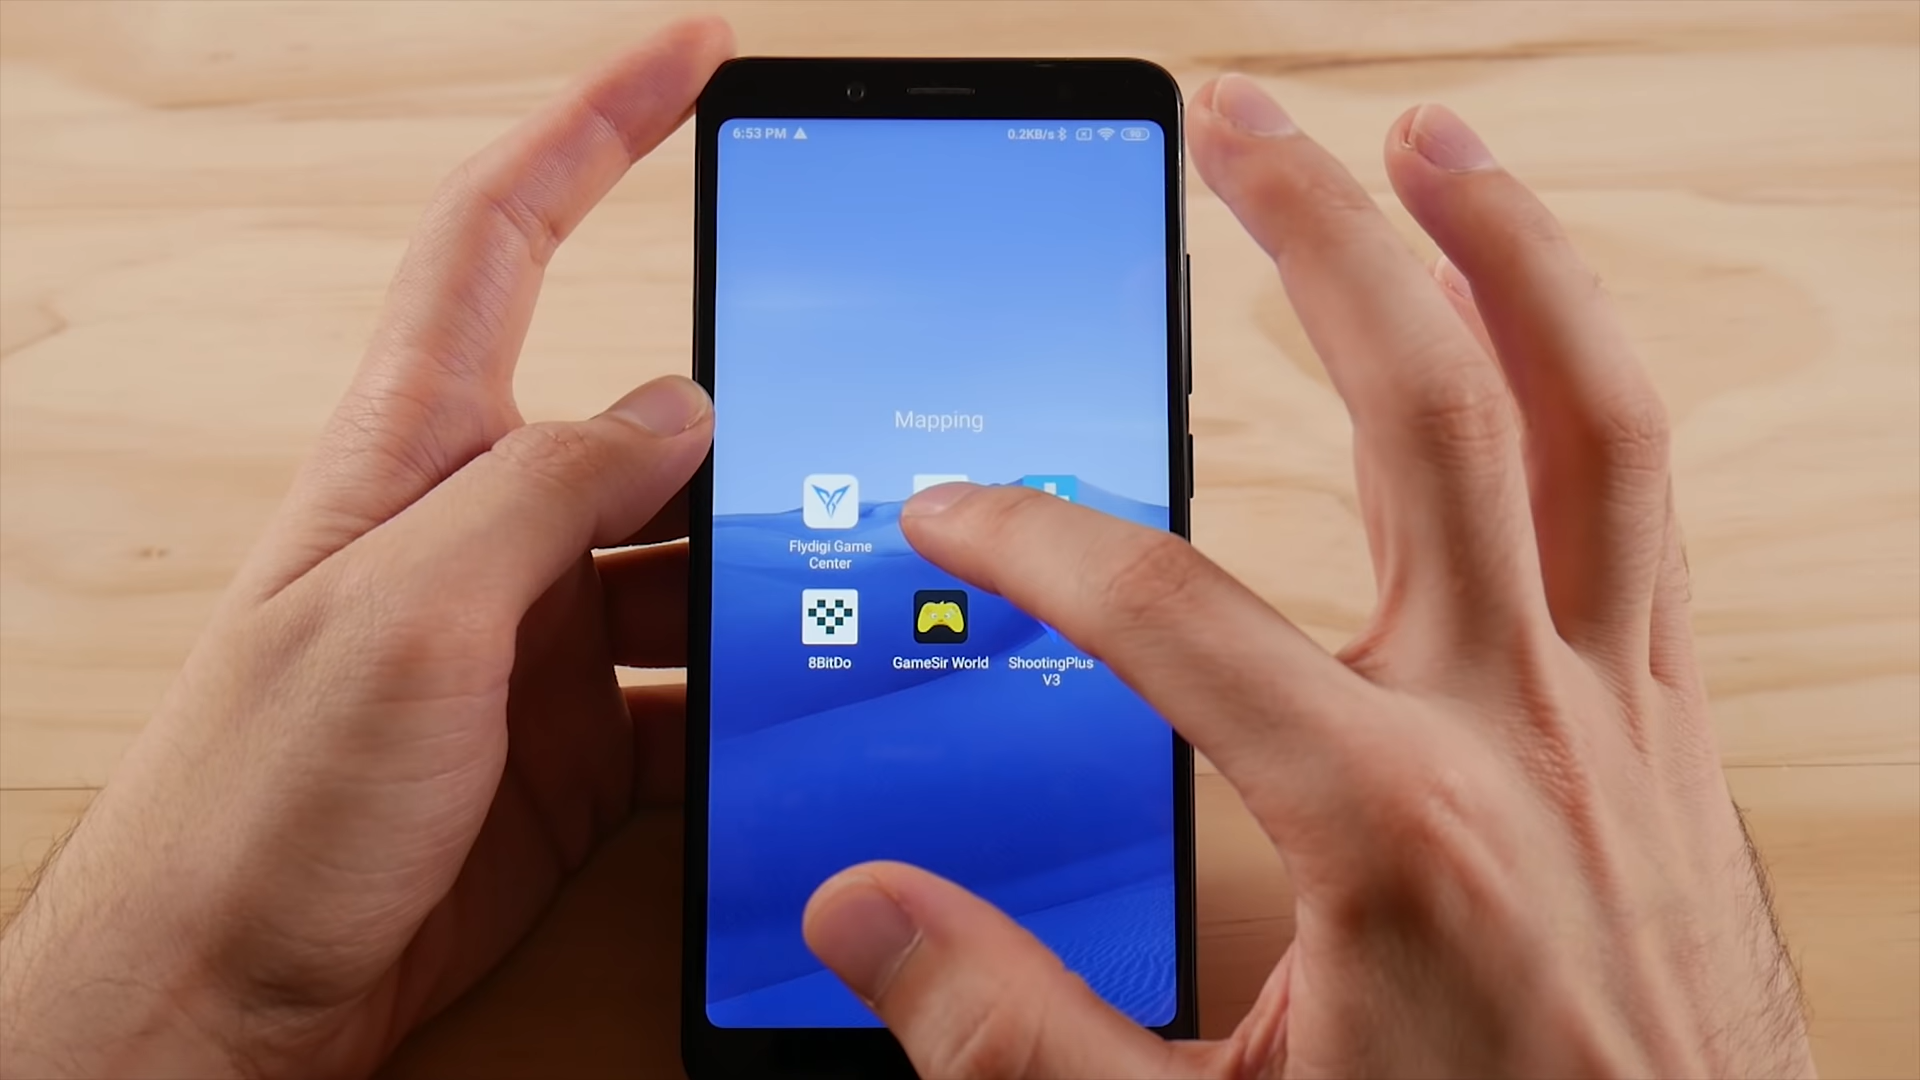 6:53 PM
0.2KB/s
Mapping
Flydigi Game
Center
8BitDo
GameSir World
ShootingPlus
V3